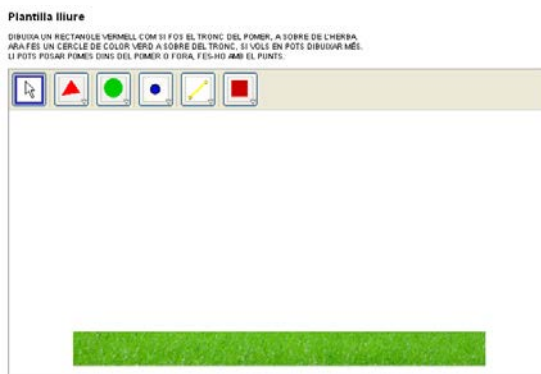 Plantilla lliure
DIBUIXA UN RECTANGLE VERMELL COM SI FOS EL TRONC DEL POMER, A SOBRE DE L'HERBA.
ARA FES UN CERCLE DE COLOR VERD A SOBRE DEL TRONC, SI VOLS EN POTS DIBUIXAR MÉS.
LI POTS POSAR POMES DINS DEL POMER O FORA, FES-HO AMB EL PUNTS.